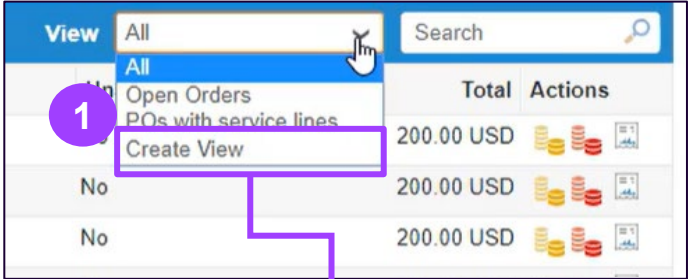 View All Search
All
Open Orders
POs with service lines
Create View
Total Actions
1
200.00 USD
No 200.00 USD
No 200.00 USD